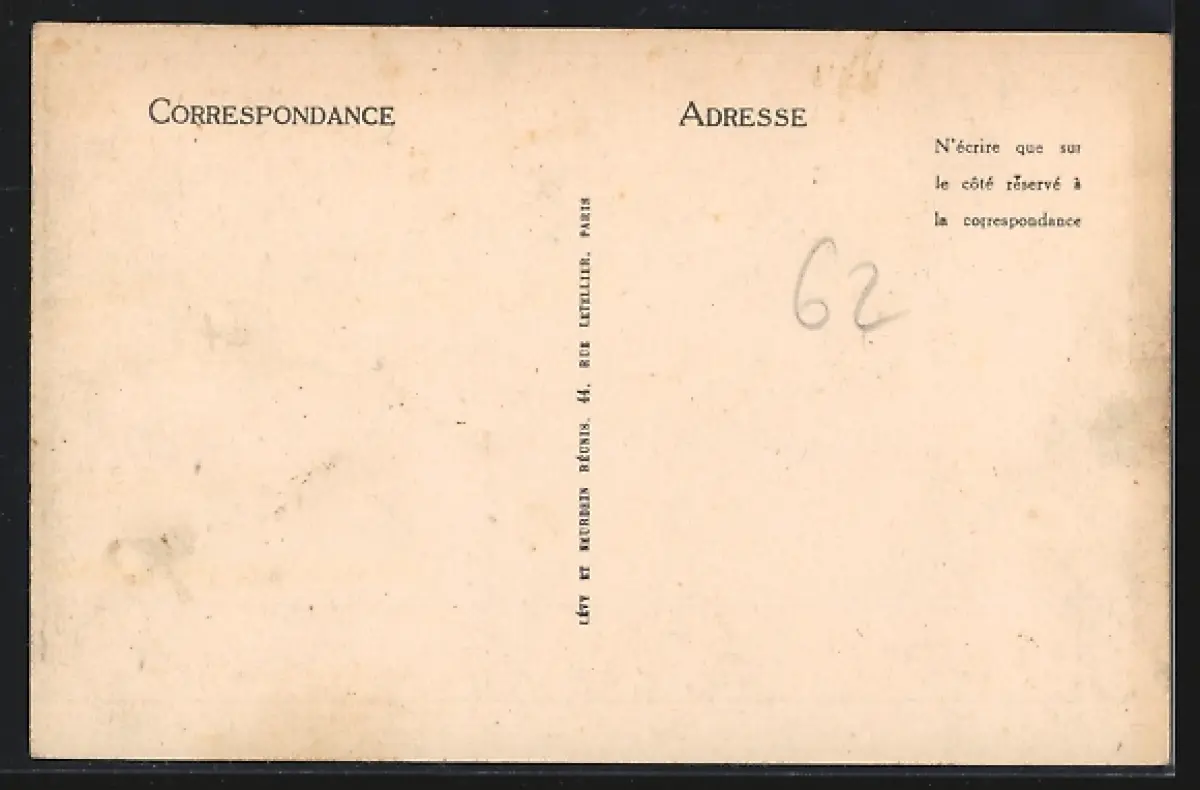 CORRESPONDANCE
ADRESSE
N'écrire que sur
le côté réservé à
la correspondance
LÉVY ET NEURDEIN RÉUNIS, 44, RUE LETELLIER, PARIS
62